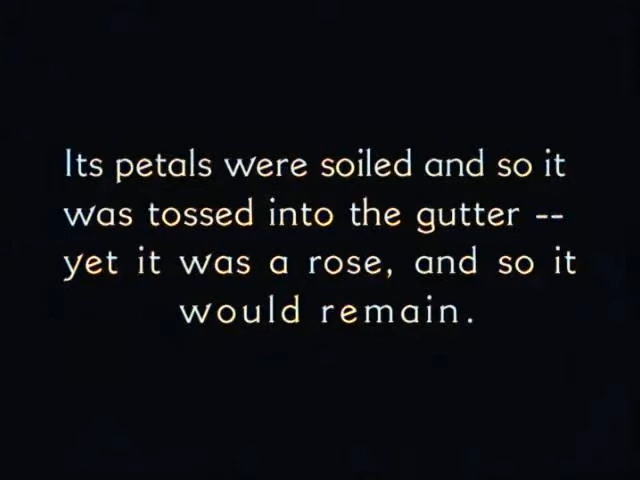 Its petals were soiled and so it
was tossed into the gutter --
yet it was a rose, and so it
would remain.